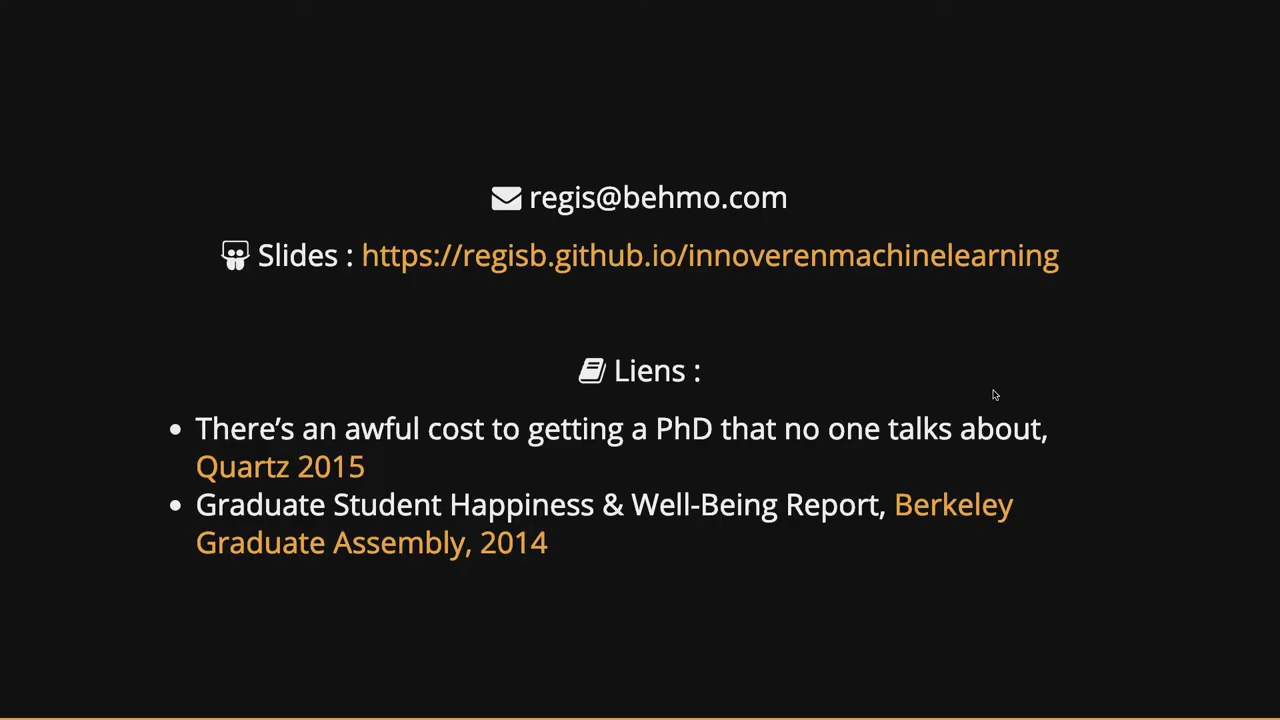 regis@behmo.com
Slides : https://regisb.github.io/innoverenmachinelearning
Liens :
• There’s an awful cost to getting a PhD that no one talks about,
Quartz 2015
• Graduate Student Happiness & Well-Being Report, Berkeley
Graduate Assembly, 2014